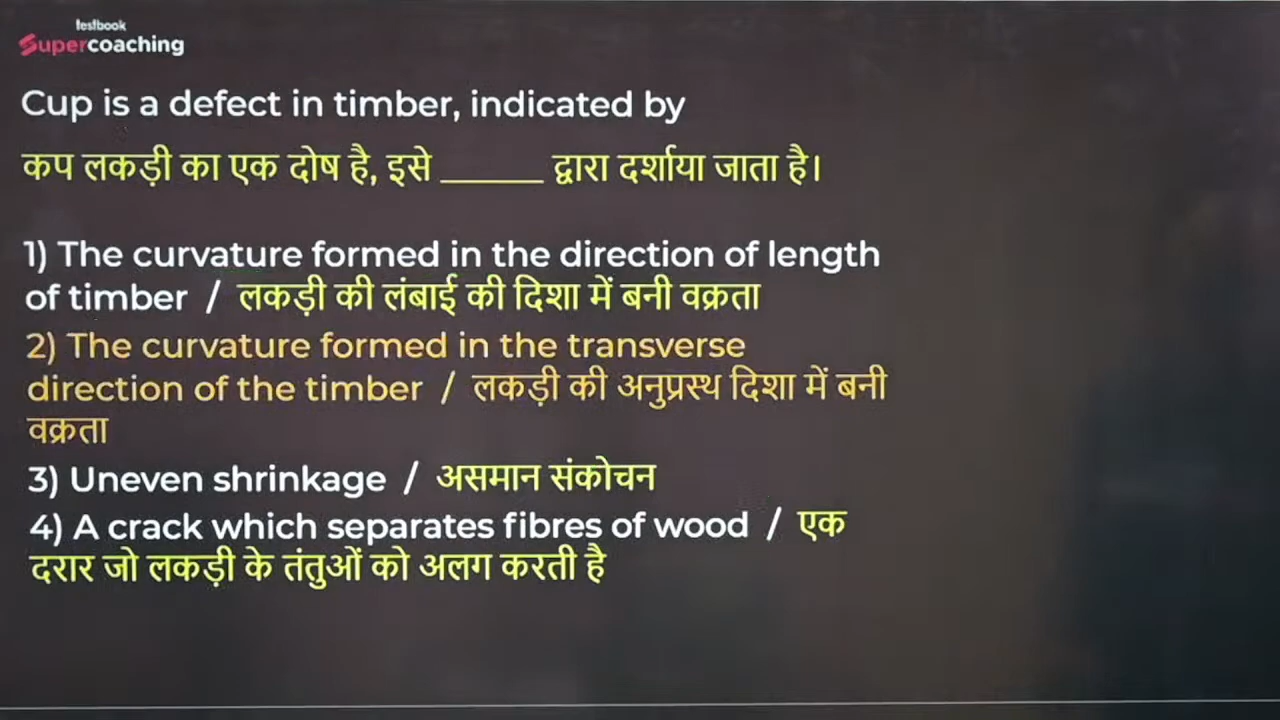 testbook
Supercoaching
Cup is a defect in timber, indicated by
कप लकड़ी का एक दोष है, इसे ______ द्वारा दर्शाया जाता है।
1) The curvature formed in the direction of length
of timber / लकड़ी की लंबाई की दिशा में बनी वक्रता
2) The curvature formed in the transverse
direction of the timber / लकड़ी की अनुप्रस्थ दिशा में बनी
वक्रता
3) Uneven shrinkage / असमान संकोचन
4) A crack which separates fibres of wood / एक
दरार जो लकड़ी के तंतुओं को अलग करती है